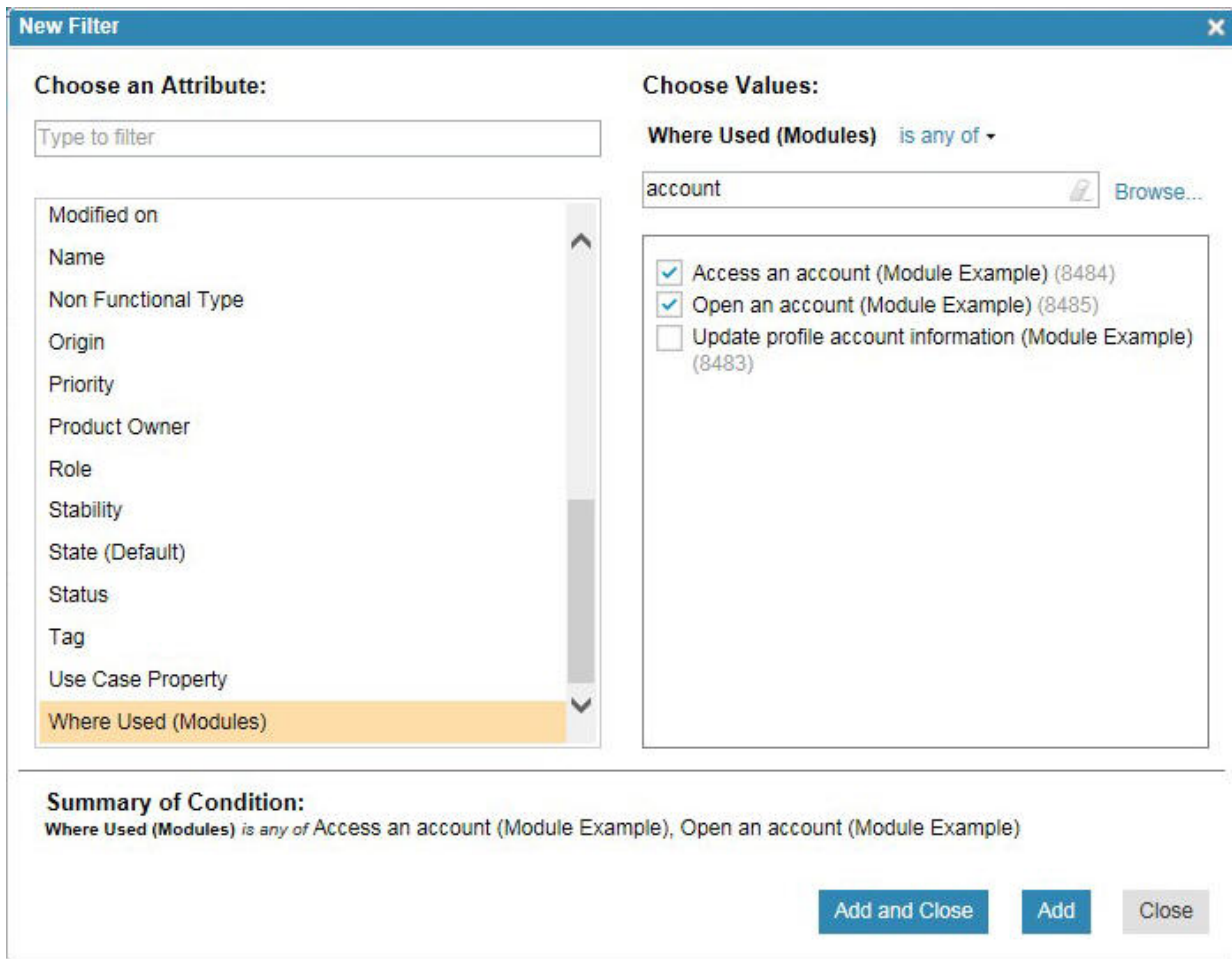 New Filter
Choose an Attribute:
Type to filter
Modified on
Name
Non Functional Type
Origin
Priority
Product Owner
Role
Stability
State (Default)
Status
Tag
Use Case Property
Where Used (Modules)
Choose Values:
Where Used (Modules) is any of
account
Browse...
Access an account (Module Example) (8484)
Open an account (Module Example) (8485)
Update profile account information (Module Example)
(8483)
Summary of Condition:
Where Used (Modules) is any of Access an account (Module Example), Open an account (Module Example)
Add and Close
Add
Close